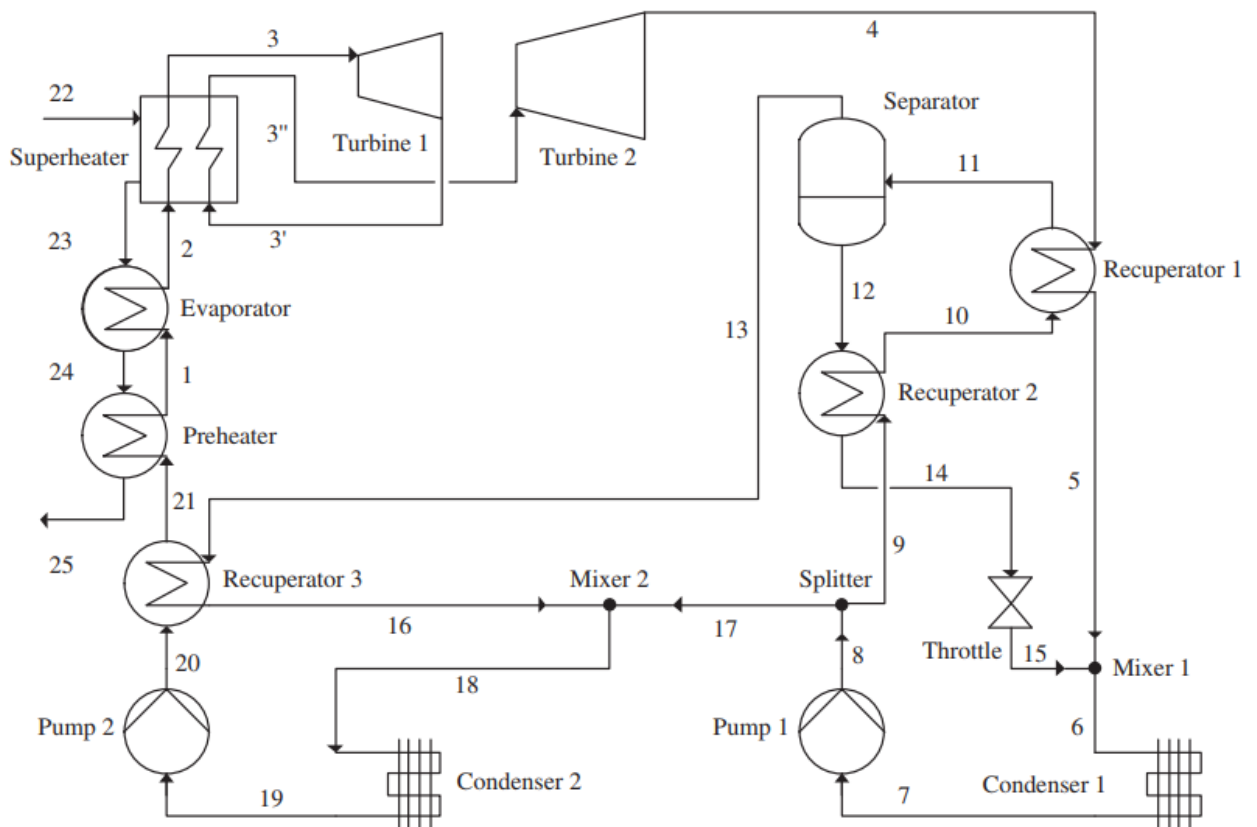 3
4
22
Separator
3"
Turbine 1
Turbine 2
Superheater
11
23
2
3'
Recuperator 1
Evaporator
12
13
10
24
1
Recuperator 2
Preheater
14
21
5
9
25
Recuperator 3
Mixer 2
Splitter
16
17
20
8
Throttle
15
Mixer 1
18
Pump 2
Pump 1
6
Condenser 2
Condenser 1
19
7